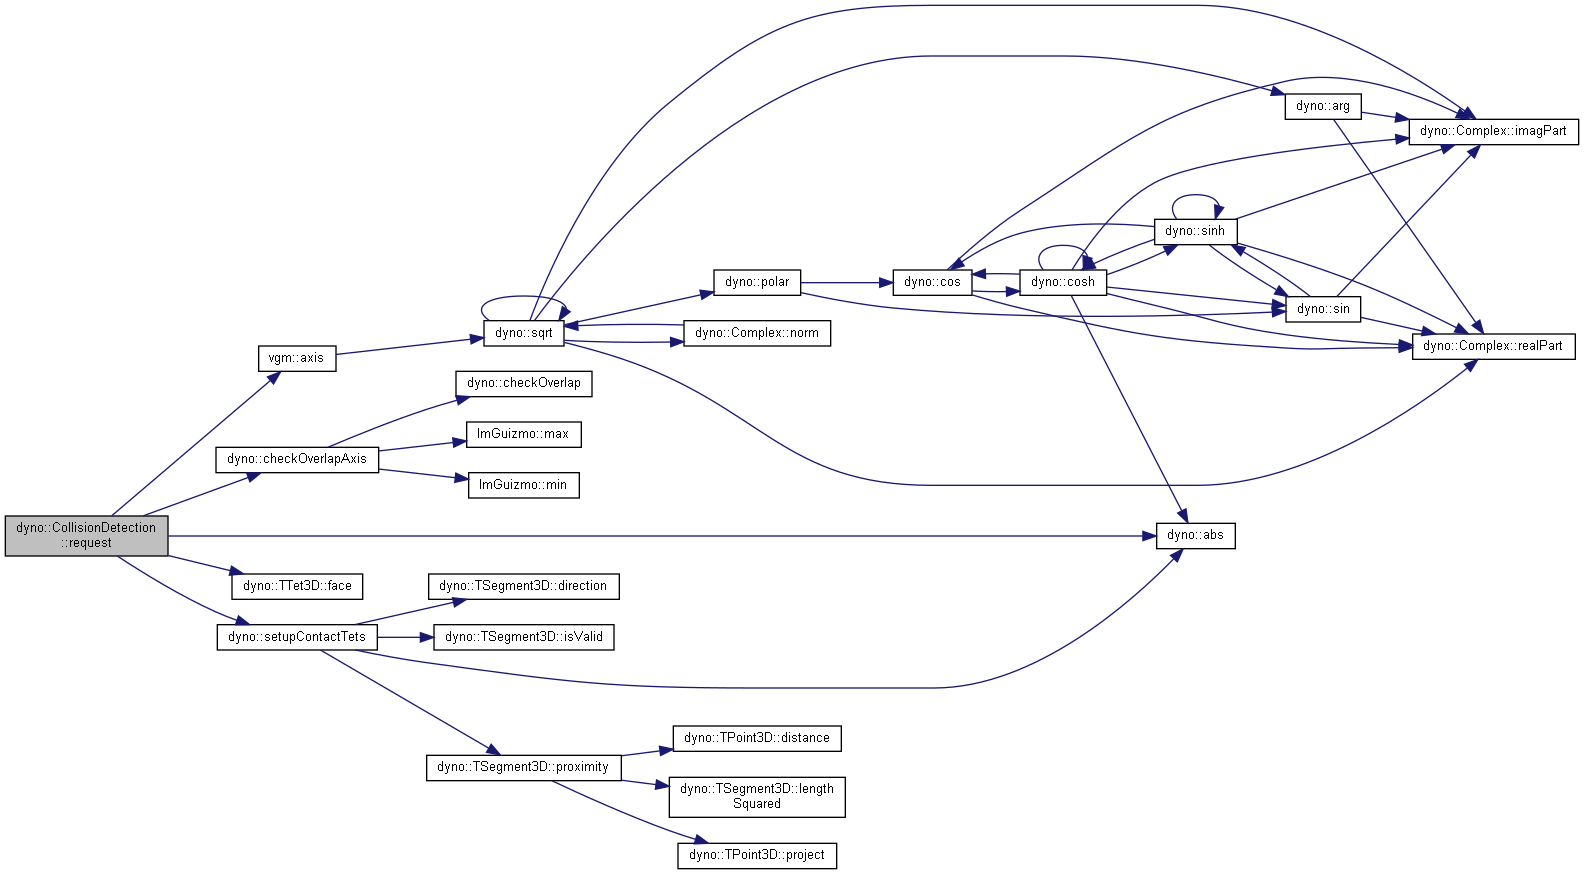 dyno::arg
dyno::Complex::imagPart
dyno::sinh
dyno::polar
dyno::cos
dyno::cosh
dyno::sin
dyno::sqrt
dyno::Complex::norm
dyno::Complex::realPart
vgm::axis
dyno::checkOverlap
ImGuizmo::max
dyno::checkOverlapAxis
ImGuizmo::min
dyno::CollisionDetection
::request
dyno::abs
dyno::TTet3D::face
dyno::TSegment3D::direction
dyno::setupContactTets
dyno::TSegment3D::isValid
dyno::TPoint3D::distance
dyno::TSegment3D::proximity
dyno::TSegment3D::length
Squared
dyno::TPoint3D::project